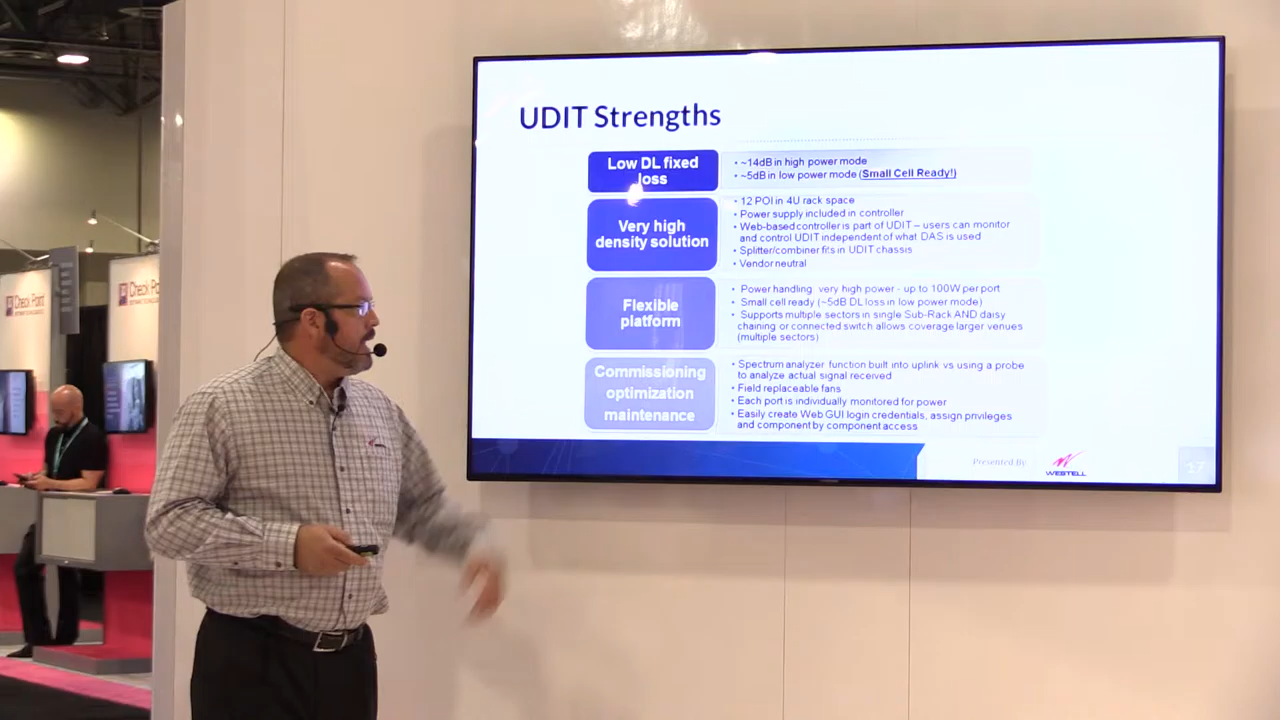 UDIT Strengths
Low DL fixed
loss
• ~14dB in high power mode
• ~5dB in low power mode (Small Cell Ready!)
Very high
density solution
• 12 POI in 4U rack space
• Power supply included in controller
• Web-based controller is part of UDIT – users can monitor
and control UDIT independent of what DAS is used
• Splitter/combiner fits in UDIT chassis
• Vendor neutral
Flexible
platform
• Power handling very high power - up to 100W per port
• Small cell ready (~5dB DL loss in low power mode)
• Supports multiple sectors in single Sub-Rack AND daisy
chaining or connected switch allows coverage larger venues
(multiple sectors)
Commissioning
optimization
maintenance
• Spectrum analyzer function built into uplink vs using a probe
to analyze actual signal received
• Field replaceable fans
• Each port is individually monitored for power
• Easily create Web GUI login credentials, assign privileges
and component by component access
Presented By
WESTELL
17
Check Point
Check Po